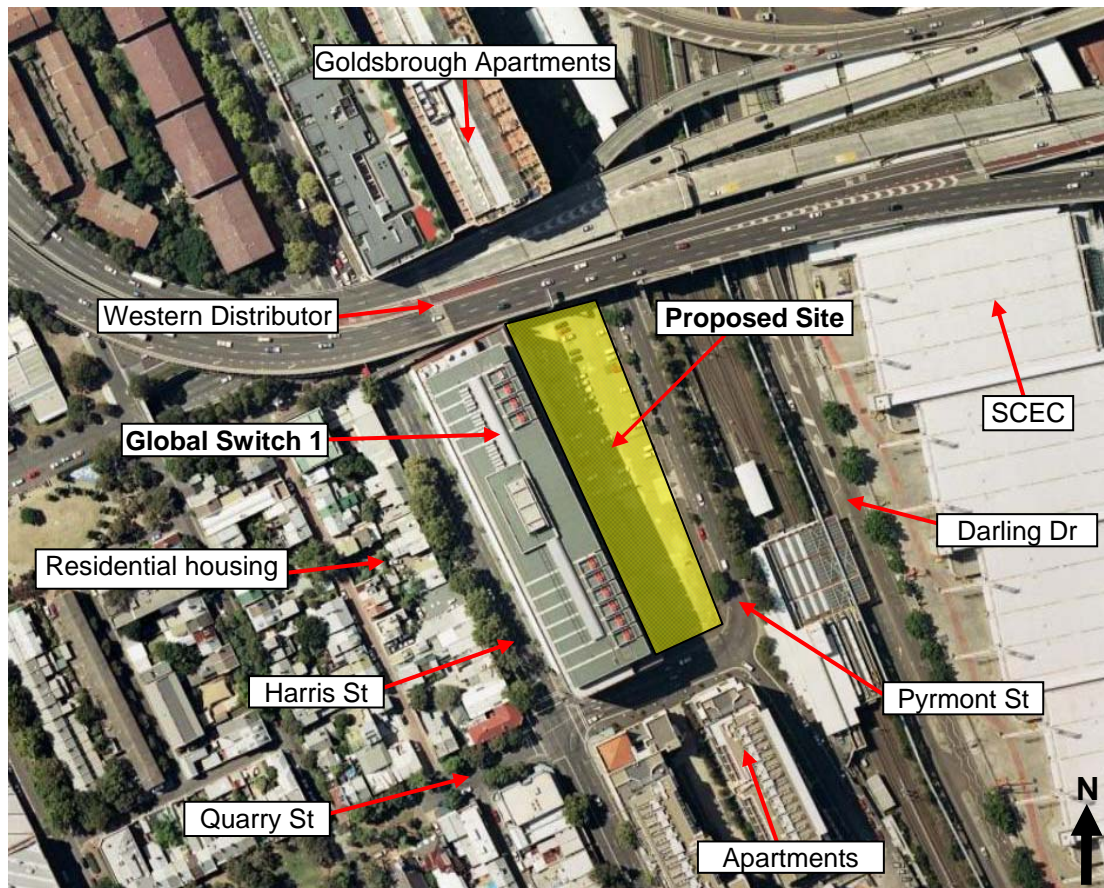 Goldsbrough Apartments
Western Distributor
Proposed Site
SCEC
Global Switch 1
Darling Dr
Residential housing
Harris St
Pyrmont St
N
Quarry St
Apartments